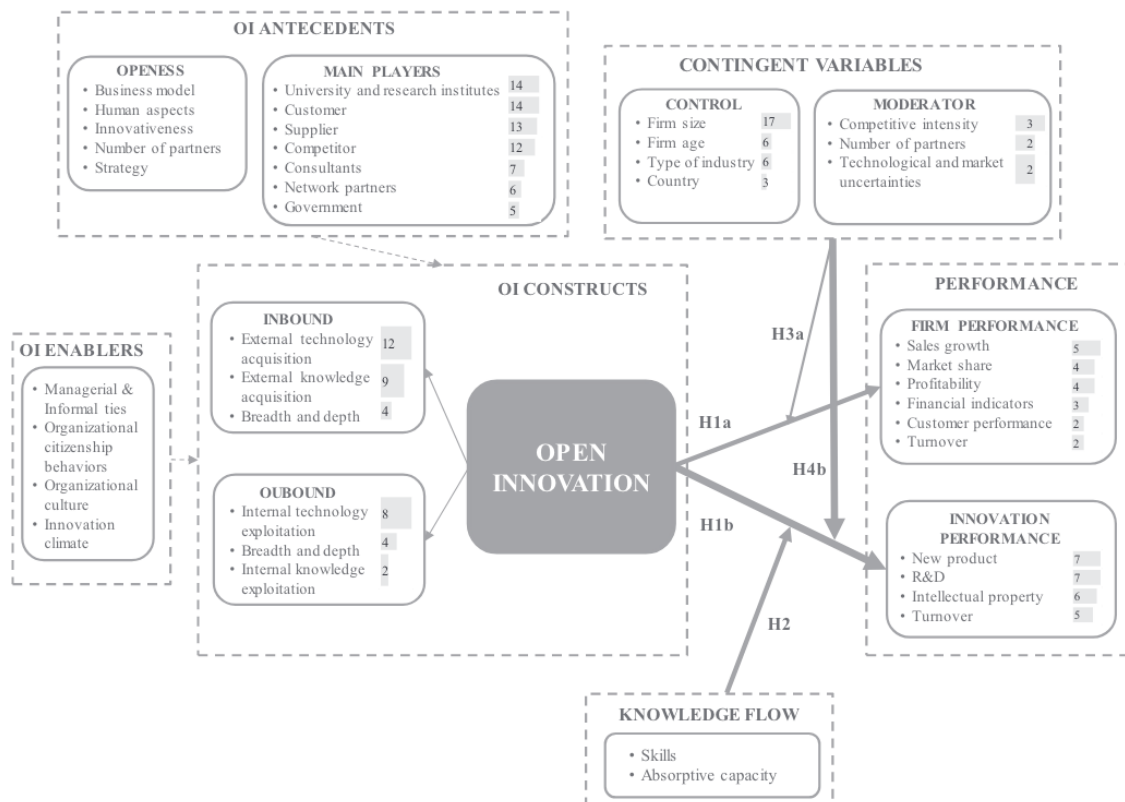 OI ANTECEDENTS
OPENESS
• Business model
• Human aspects
• Innovativeness
• Number of partners
• Strategy
MAIN PLAYERS
• University and research institutes 14
• Customer 14
• Supplier 13
• Competitor 12
• Consultants 7
• Network partners 6
• Government 5
CONTINGENT VARIABLES
CONTROL
• Firm size 17
• Firm age 6
• Type of industry 6
• Country 3
MODERATOR
• Competitive intensity 3
• Number of partners 2
• Technological and market 2
uncertainties
OI ENABLERS
• Managerial &
Informal ties
• Organizational
citizenship
behaviors
• Organizational
culture
• Innovation
climate
OI CONSTRUCTS
INBOUND
• External technology 12
acquisition
• External knowledge 9
acquisition
• Breadth and depth 4
OUBOUND
• Internal technology 8
exploitation
• Breadth and depth 4
• Internal knowledge 2
exploitation
OPEN
INNOVATION
H1a
H1b
H3a
H4b
H2
PERFORMANCE
FIRM PERFORMANCE
• Sales growth 5
• Market share 4
• Profitability 4
• Financial indicators 3
• Customer performance 2
• Turnover 2
INNOVATION
PERFORMANCE
• New product 7
• R&D 7
• Intellectual property 6
• Turnover 5
KNOWLEDGE FLOW
• Skills
• Absorptive capacity